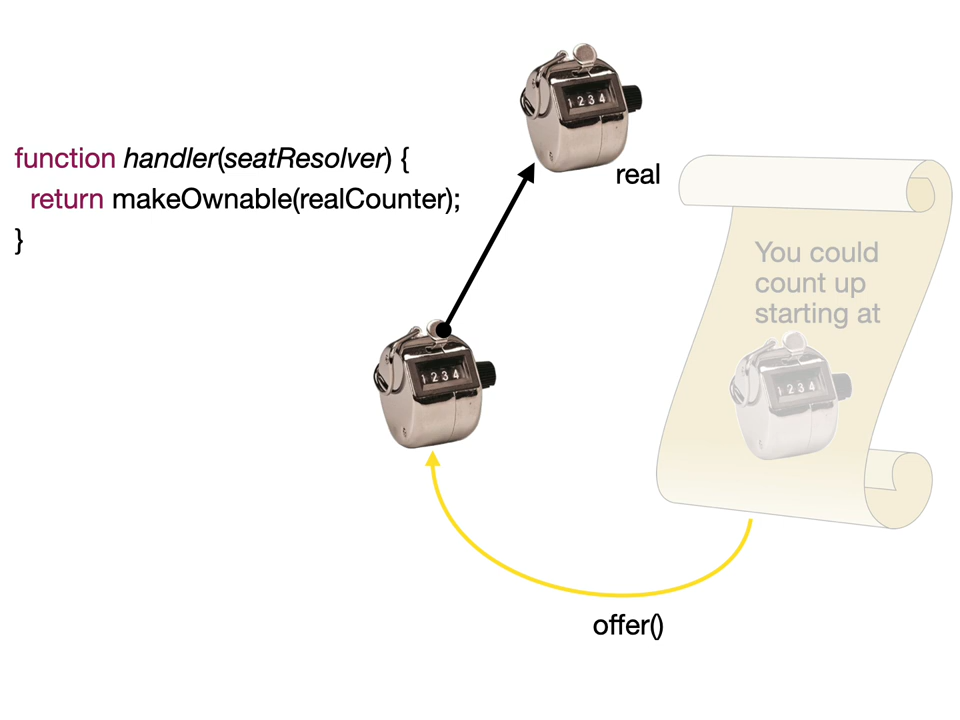 function handler(seatResolver) {
return makeOwnable(realCounter);
}
1234
real
You could
count up
starting at
1234
1234
offer()